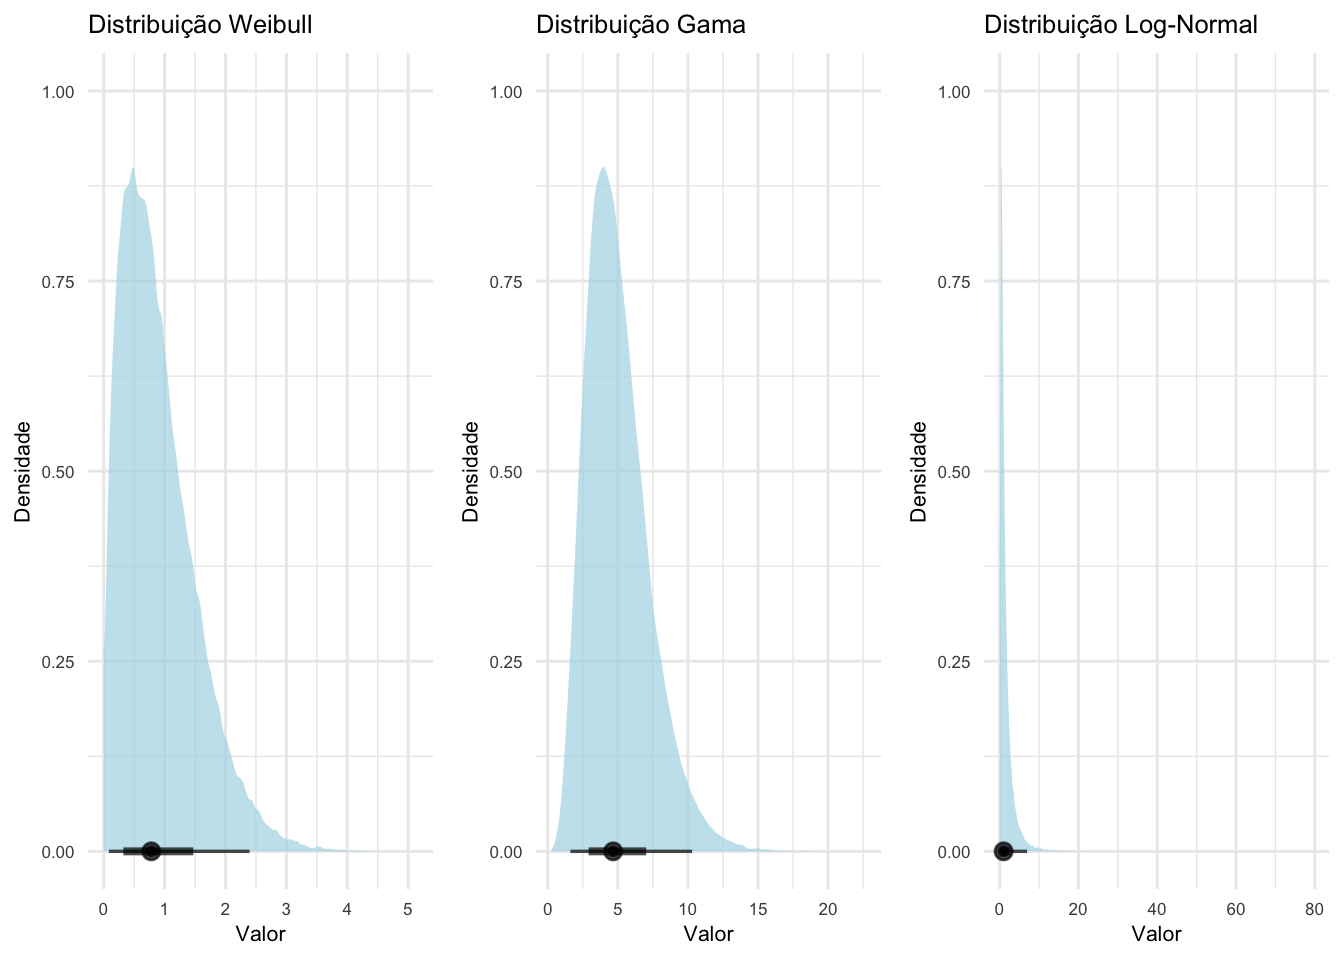 Distribuição Weibull
1.00
0.75
0.50
0.25
0.00
Densidade
0 1 2 3 4 5
Valor
Distribuição Gama
1.00
0.75
0.50
0.25
0.00
Densidade
0 5 10 15 20
Valor
Distribuição Log-Normal
1.00
0.75
0.50
0.25
0.00
Densidade
0 20 40 60 80
Valor